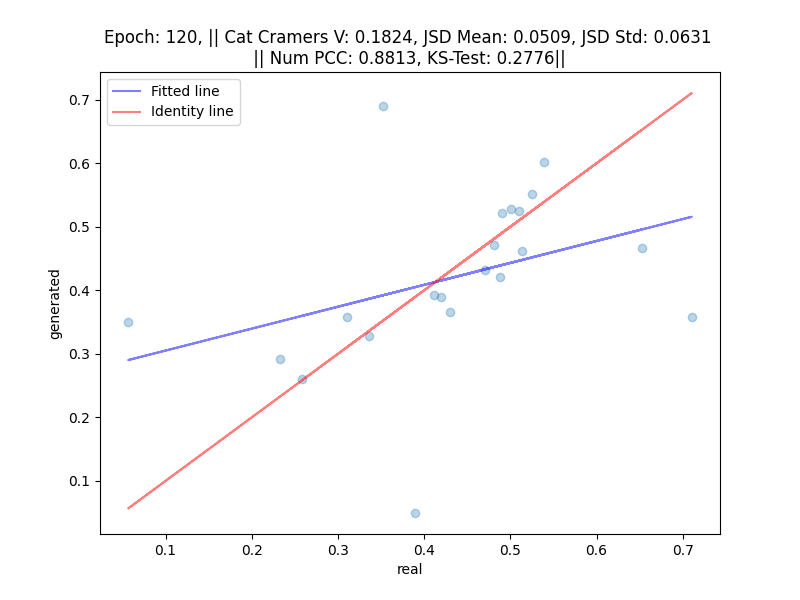 Epoch: 120, || Cat Cramers V: 0.1824, JSD Mean: 0.0509, JSD Std: 0.0631
|| Num PCC: 0.8813, KS-Test: 0.2776||
Fitted line
Identity line
0.7
0.6
0.5
0.4
0.3
0.2
0.1
generated
0.1 0.2 0.3 0.4 0.5 0.6 0.7
real